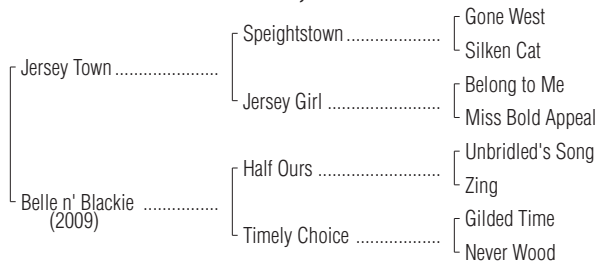 Gone West
Speightstown
Silken Cat
Jersey Town
Belong to Me
Jersey Girl
Miss Bold Appeal
Unbridled's Song
Half Ours
Zing
Belle n' Blackie
(2009)
Gilded Time
Timely Choice
Never Wood